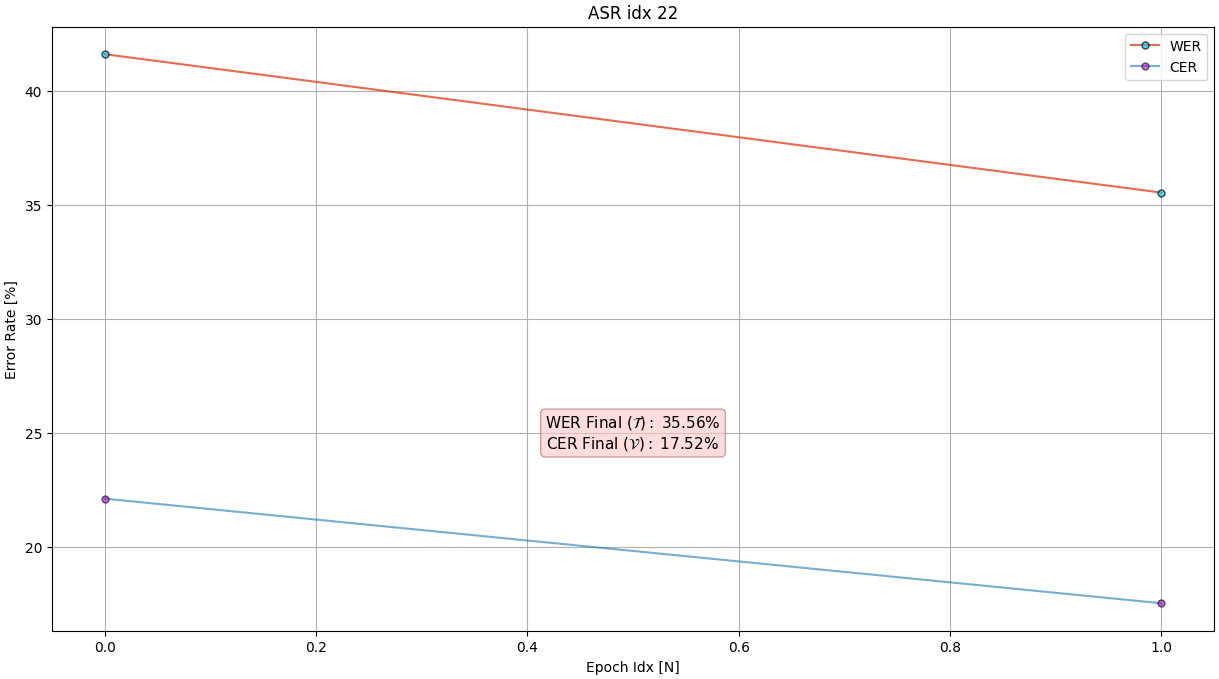 ASR idx 22
WER
CER
40
35
30
25
20
Error Rate [%]
WER Final (𝒯) : 35.56%
CER Final (𝒱) : 17.52%
0.0 0.2 0.4 0.6 0.8 1.0
Epoch Idx [N]